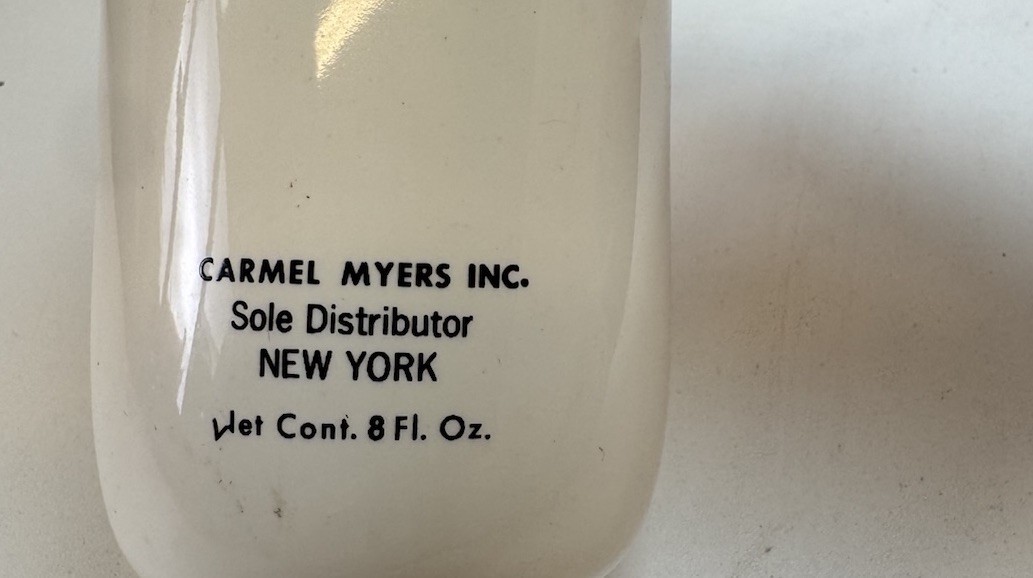 CARMEL MYERS INC.
Sole Distributor
NEW YORK
Net Cont. 8 Fl. Oz.